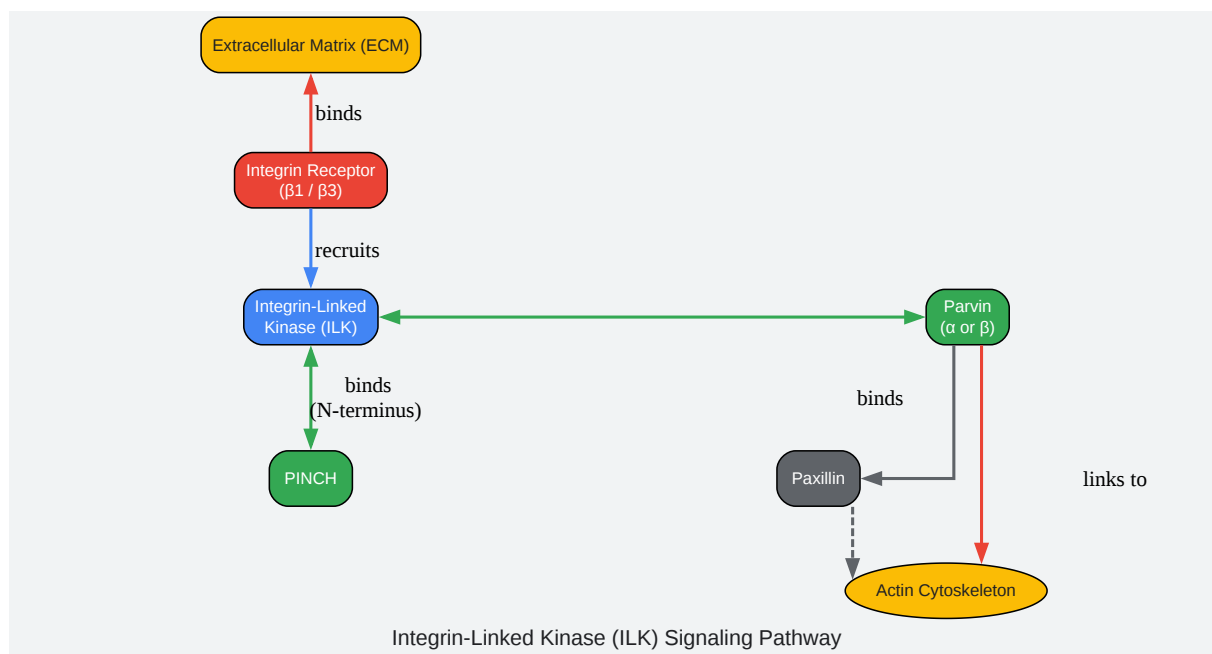 Extracellular Matrix (ECM)
binds
Integrin Receptor
(β1 / β3)
recruits
Integrin-Linked
Kinase (ILK)
Parvin
(α or β)
binds
(N-terminus)
binds
PINCH
Paxillin
links to
Actin Cytoskeleton
Integrin-Linked Kinase (ILK) Signaling Pathway